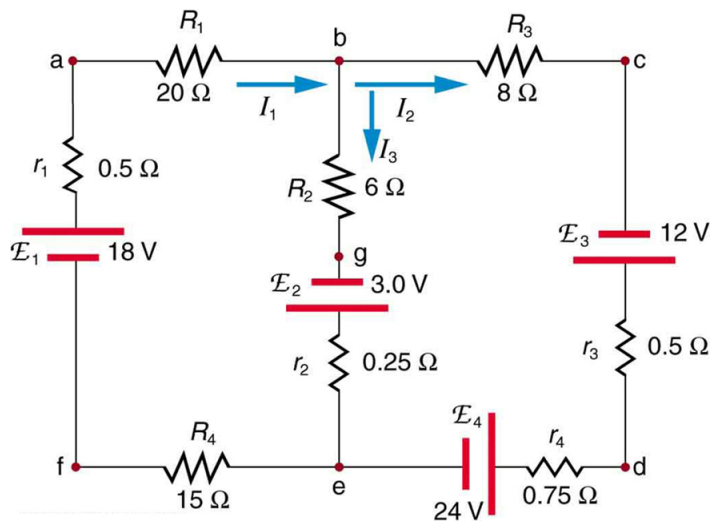 R₁
b
R₃
a
c
20 Ω
8 Ω
I₁
I₂
I₃
r₁
0.5 Ω
R₂
6 Ω
ℰ₁
18 V
g
ℰ₃
12 V
ℰ₂
3.0 V
r₂
0.25 Ω
r₃
0.5 Ω
ℰ₄
R₄
r₄
f
d
e
15 Ω
0.75 Ω
24 V